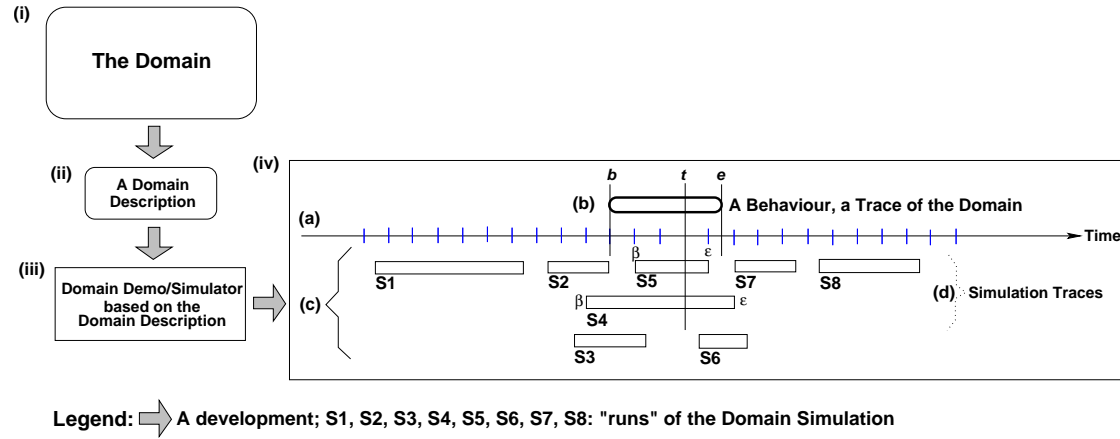 (i)
The Domain
(ii)
A Domain
Description
(iii)
Domain Demo/Simulator
based on the
Domain Description
(iv)
b t e
(b) A Behaviour, a Trace of the Domain
(a) Time
β ε
S1 S2 S5 S7 S8
(c) (d) Simulation Traces
β ε
S4
S3 S6
Legend: A development; S1, S2, S3, S4, S5, S6, S7, S8: "runs" of the Domain Simulation